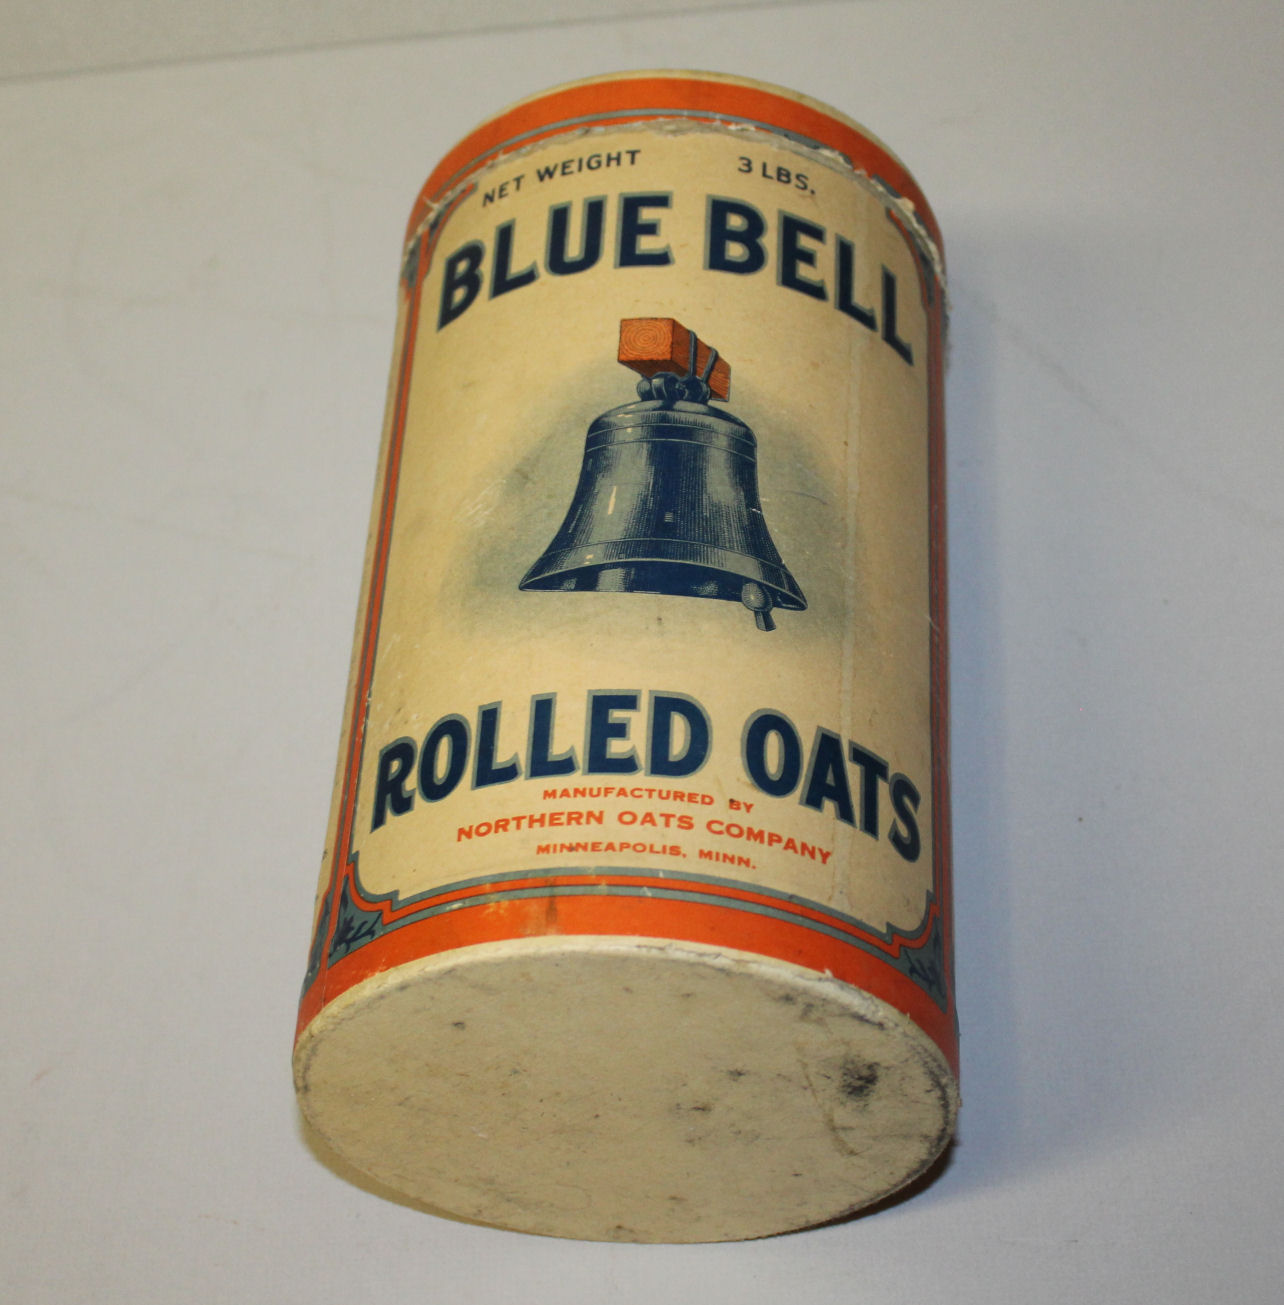 NET WEIGHT 3 LBS.
BLUE BELL
ROLLED OATS
MANUFACTURED BY
NORTHERN OATS COMPANY
MINNEAPOLIS, MINN.